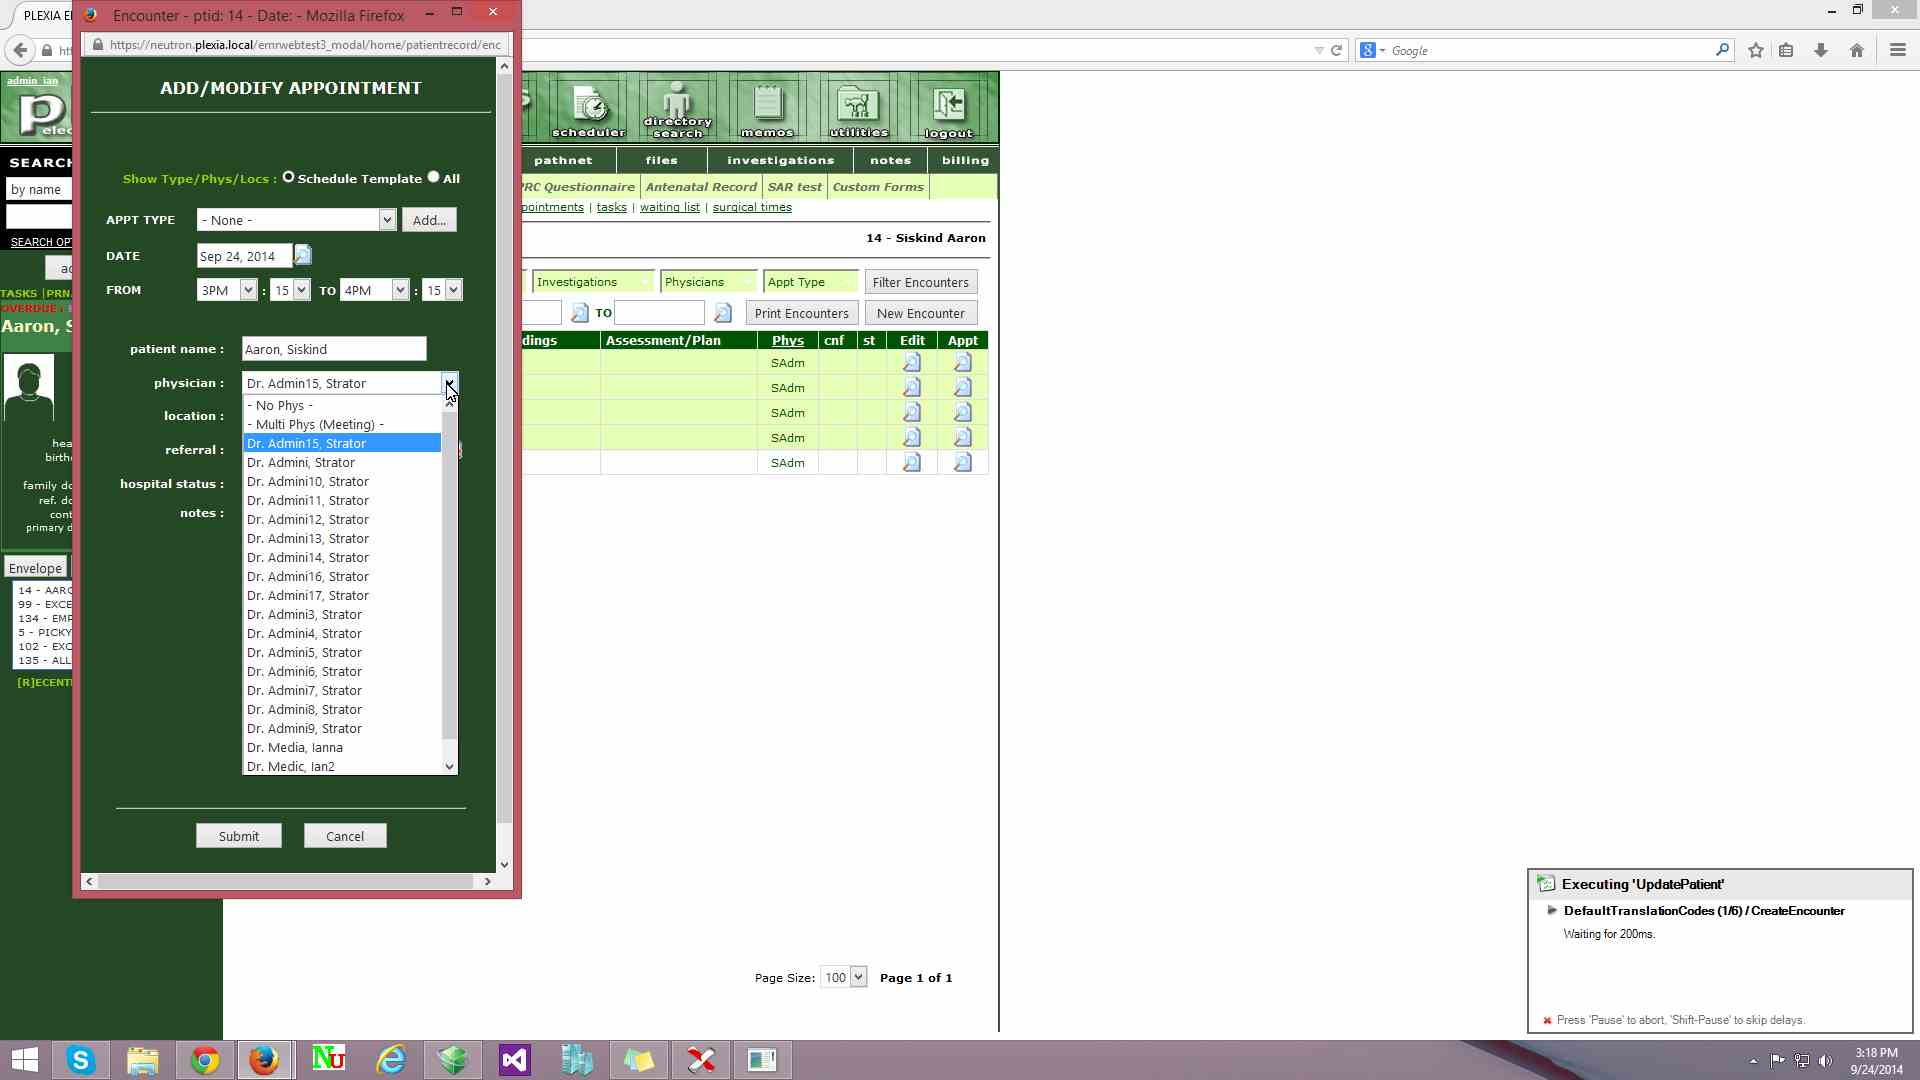 PLEXIA E
Encounter - ptid: 14 - Date: - Mozilla Firefox
https://neutron.plexia.local/emrwebtest3_modal/home/patientrecord/enc
Google
admin ian
elec
scheduler
directory search
memos
utilities
logout
pathnet
files
investigations
notes
billing
PRC Questionnaire
Antenatal Record
SAR test
Custom Forms
pointments | tasks | waiting list | surgical times
14 - Siskind Aaron
Investigations
Physicians
Appt Type
Filter Encounters
TO
Print Encounters
New Encounter
dings
Assessment/Plan
Phys
cnf
st
Edit
Appt
SAdm
SAdm
SAdm
SAdm
SAdm
Page Size: 100 Page 1 of 1
SEARCH
by name
SEARCH OPT
ad
TASKS |PRN
OVERDUE :
Aaron, S
hea
birth
family do
ref. do
cont
primary d
Envelope
14 - AARO
99 - EXCE
134 - EMP
5 - PICKY
102 - EXC
135 - ALL
[R]ECENT
ADD/MODIFY APPOINTMENT
Show Type/Phys/Locs : Schedule Template All
APPT TYPE - None - Add...
DATE Sep 24, 2014
FROM 3PM : 15 TO 4PM : 15
patient name : Aaron, Siskind
physician : Dr. Admin15, Strator
location :
referral :
hospital status :
notes :
- No Phys -
- Multi Phys (Meeting) -
Dr. Admin15, Strator
Dr. Admini, Strator
Dr. Admini10, Strator
Dr. Admini11, Strator
Dr. Admini12, Strator
Dr. Admini13, Strator
Dr. Admini14, Strator
Dr. Admini16, Strator
Dr. Admini17, Strator
Dr. Admini3, Strator
Dr. Admini4, Strator
Dr. Admini5, Strator
Dr. Admini6, Strator
Dr. Admini7, Strator
Dr. Admini8, Strator
Dr. Admini9, Strator
Dr. Media, Ianna
Dr. Medic, Ian2
Submit
Cancel
Executing 'UpdatePatient'
DefaultTranslationCodes (1/6) / CreateEncounter
Waiting for 200ms.
Press 'Pause' to abort, 'Shift-Pause' to skip delays.
NU
3:18 PM
9/24/2014